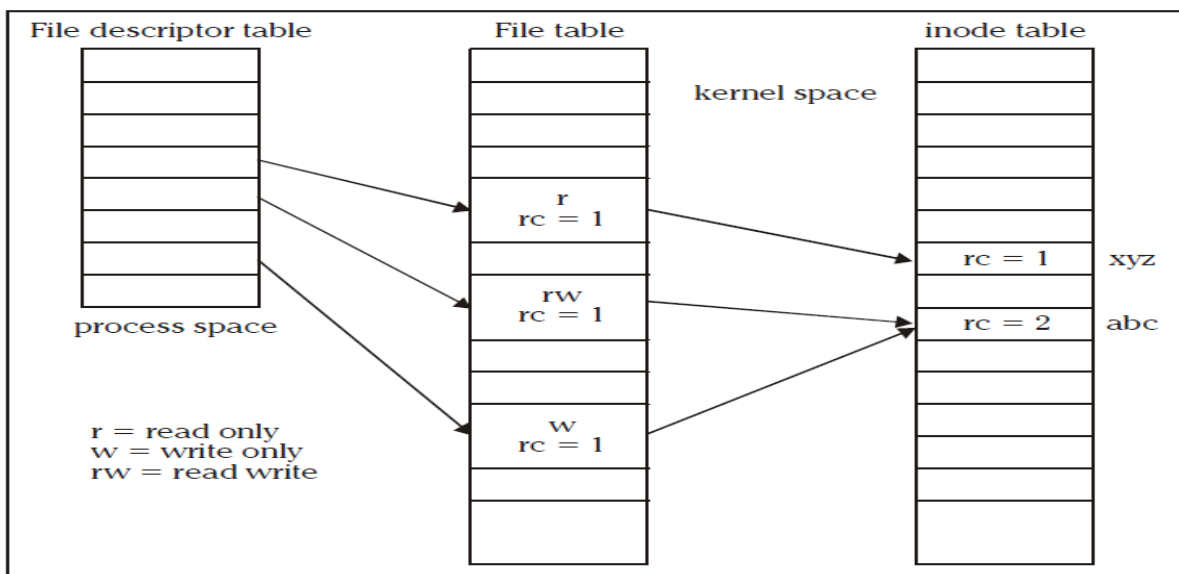 File descriptor table
File table
inode table
kernel space
r
rc = 1
rc = 1
xyz
rw
rc = 1
rc = 2
abc
process space
w
rc = 1
r = read only
w = write only
rw = read write